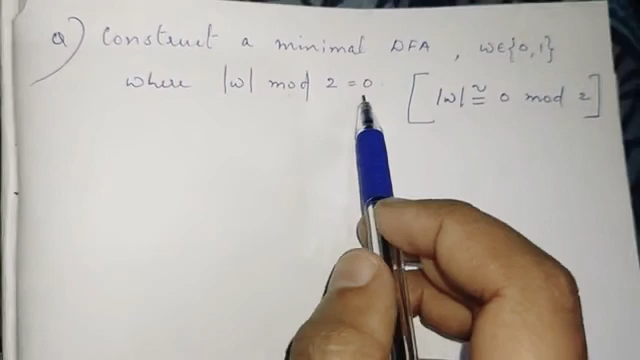 Q) Construct a minimal DFA , w∈{0,1}
where |w| mod 2 = 0 [ |w| ≅ 0 mod 2 ]